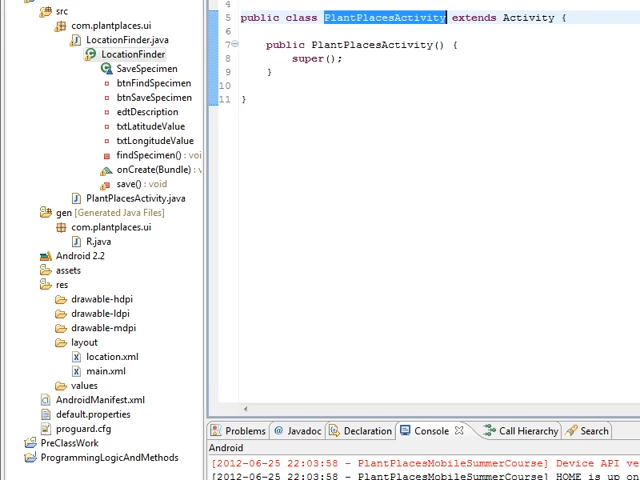 src
com.plantplaces.ui
LocationFinder.java
LocationFinder
SaveSpecimen
btnFindSpecimen
btnSaveSpecimen
edtDescription
txtLatitudeValue
txtLongitudeValue
findSpecimen() : voi
onCreate(Bundle) : v
save() : void
PlantPlacesActivity.java
gen [Generated Java Files]
com.plantplaces.ui
R.java
Android 2.2
assets
res
drawable-hdpi
drawable-ldpi
drawable-mdpi
layout
location.xml
main.xml
values
AndroidManifest.xml
default.properties
proguard.cfg
PreClassWork
ProgrammingLogicAndMethods
4
5 public class PlantPlacesActivity extends Activity {
6
7 public PlantPlacesActivity() {
8 super();
9 }
10
11 }
Problems @ Javadoc Declaration Console Call Hierarchy Search
Android
[2012-06-25 22:03:58 - PlantPlacesMobileSummerCourse] Device API ve
[2012-06-25 22:03:58 - PlantPlacesMobileSummerCourse] HOME is up on